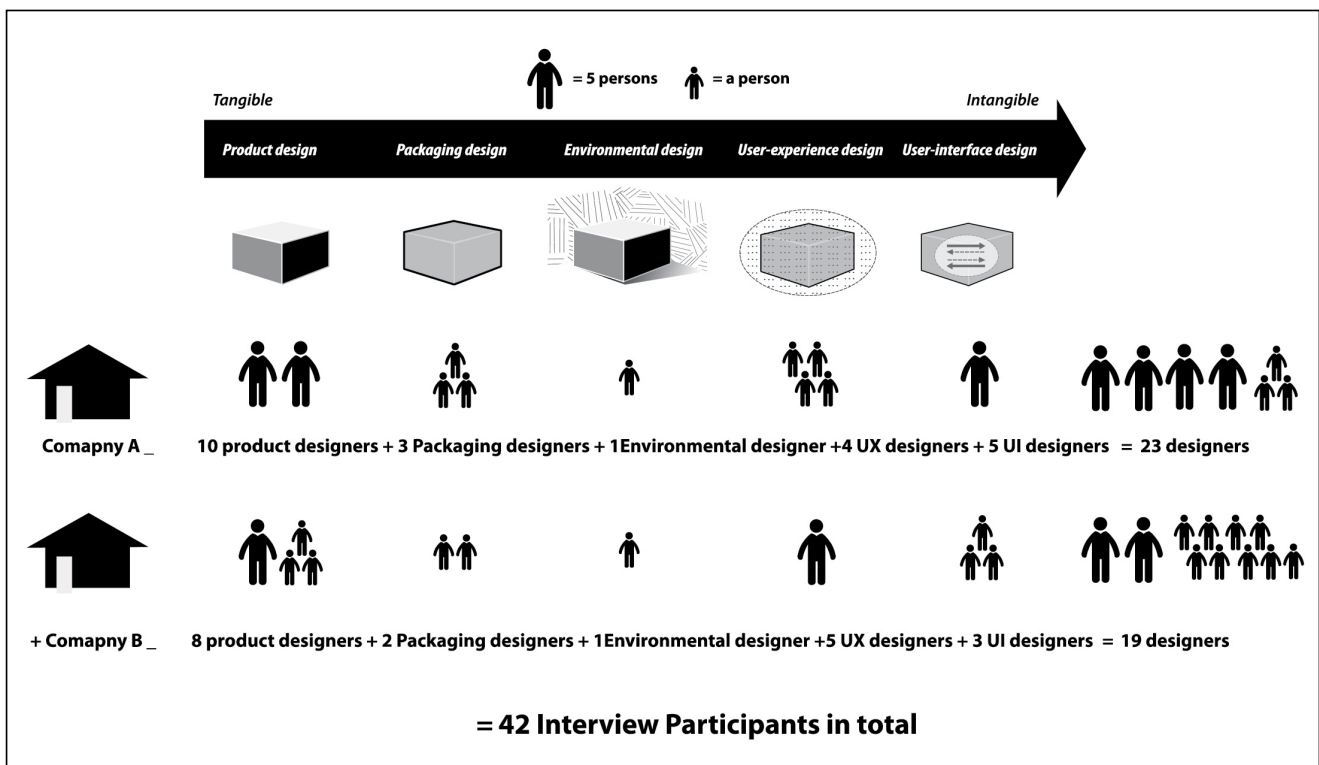 = 5 persons = a person
Tangible Intangible
Product design Packaging design Environmental design User-experience design User-interface design
Comapny A _ 10 product designers + 3 Packaging designers + 1Environmental designer +4 UX designers + 5 UI designers = 23 designers
+ Comapny B _ 8 product designers + 2 Packaging designers + 1Environmental designer +5 UX designers + 3 UI designers = 19 designers
= 42 Interview Participants in total